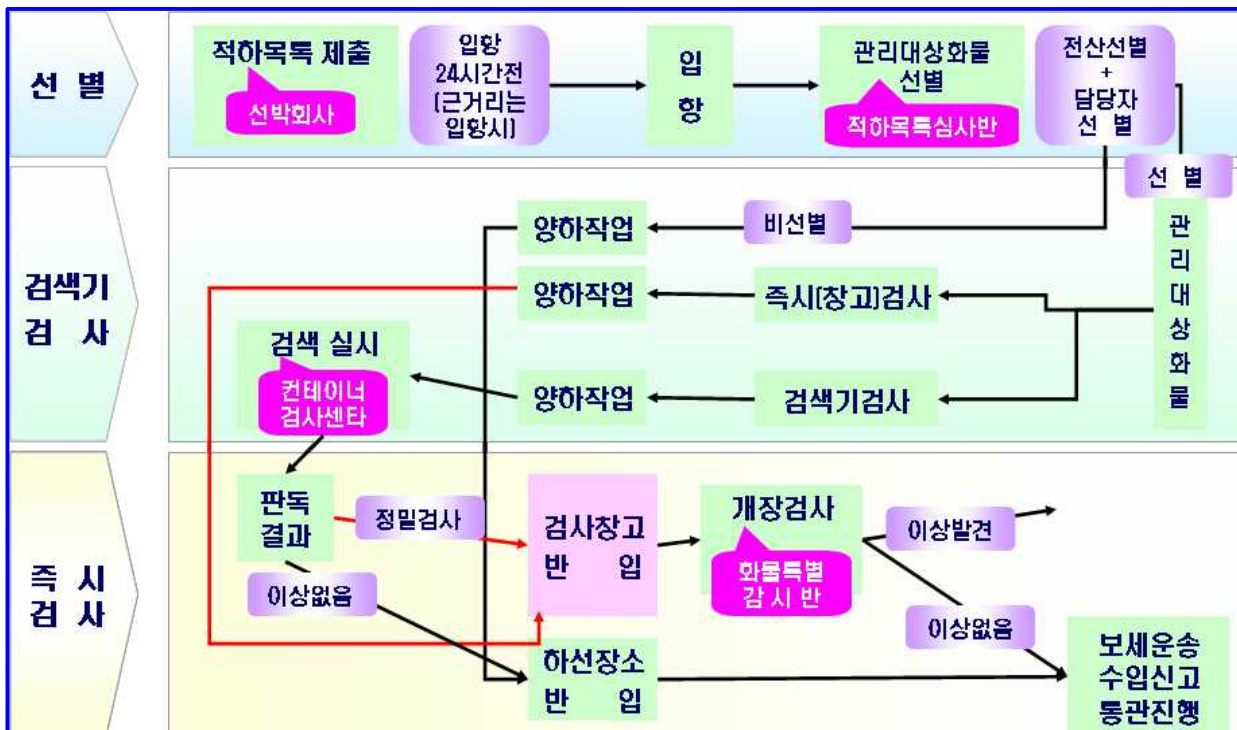 선 별
적하목록 제출
선박회사
입항
24시간전
(근거리는
입항시)
입
항
관리대상화물
선별
적하목록심사반
전산선별
+
담당자
선 별
선 별
검색기
검 사
양하작업
비선별
관
리
대
상
화
물
양하작업
즉시(창고)검사
검색 실시
컨테이너
검사센타
양하작업
검색기검사
즉 시
검 사
판독
결과
정밀검사
이상없음
검사창고
반 입
개장검사
화물특별
감 시 반
이상발견
이상없음
하선장소
반 입
보세운송
수입신고
통관진행